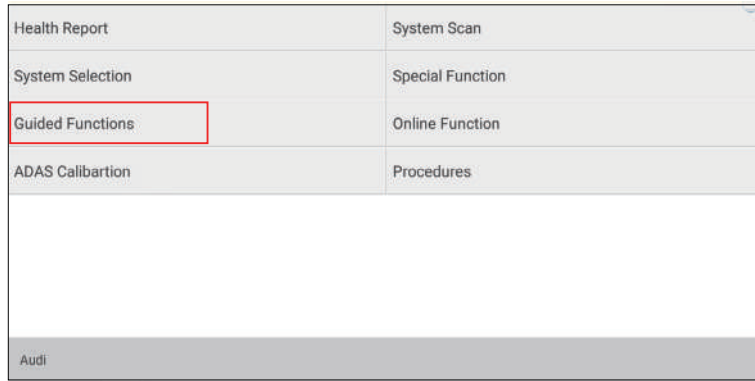 Health Report
System Scan
System Selection
Special Function
Guided Functions
Online Function
ADAS Calibartion
Procedures
Audi